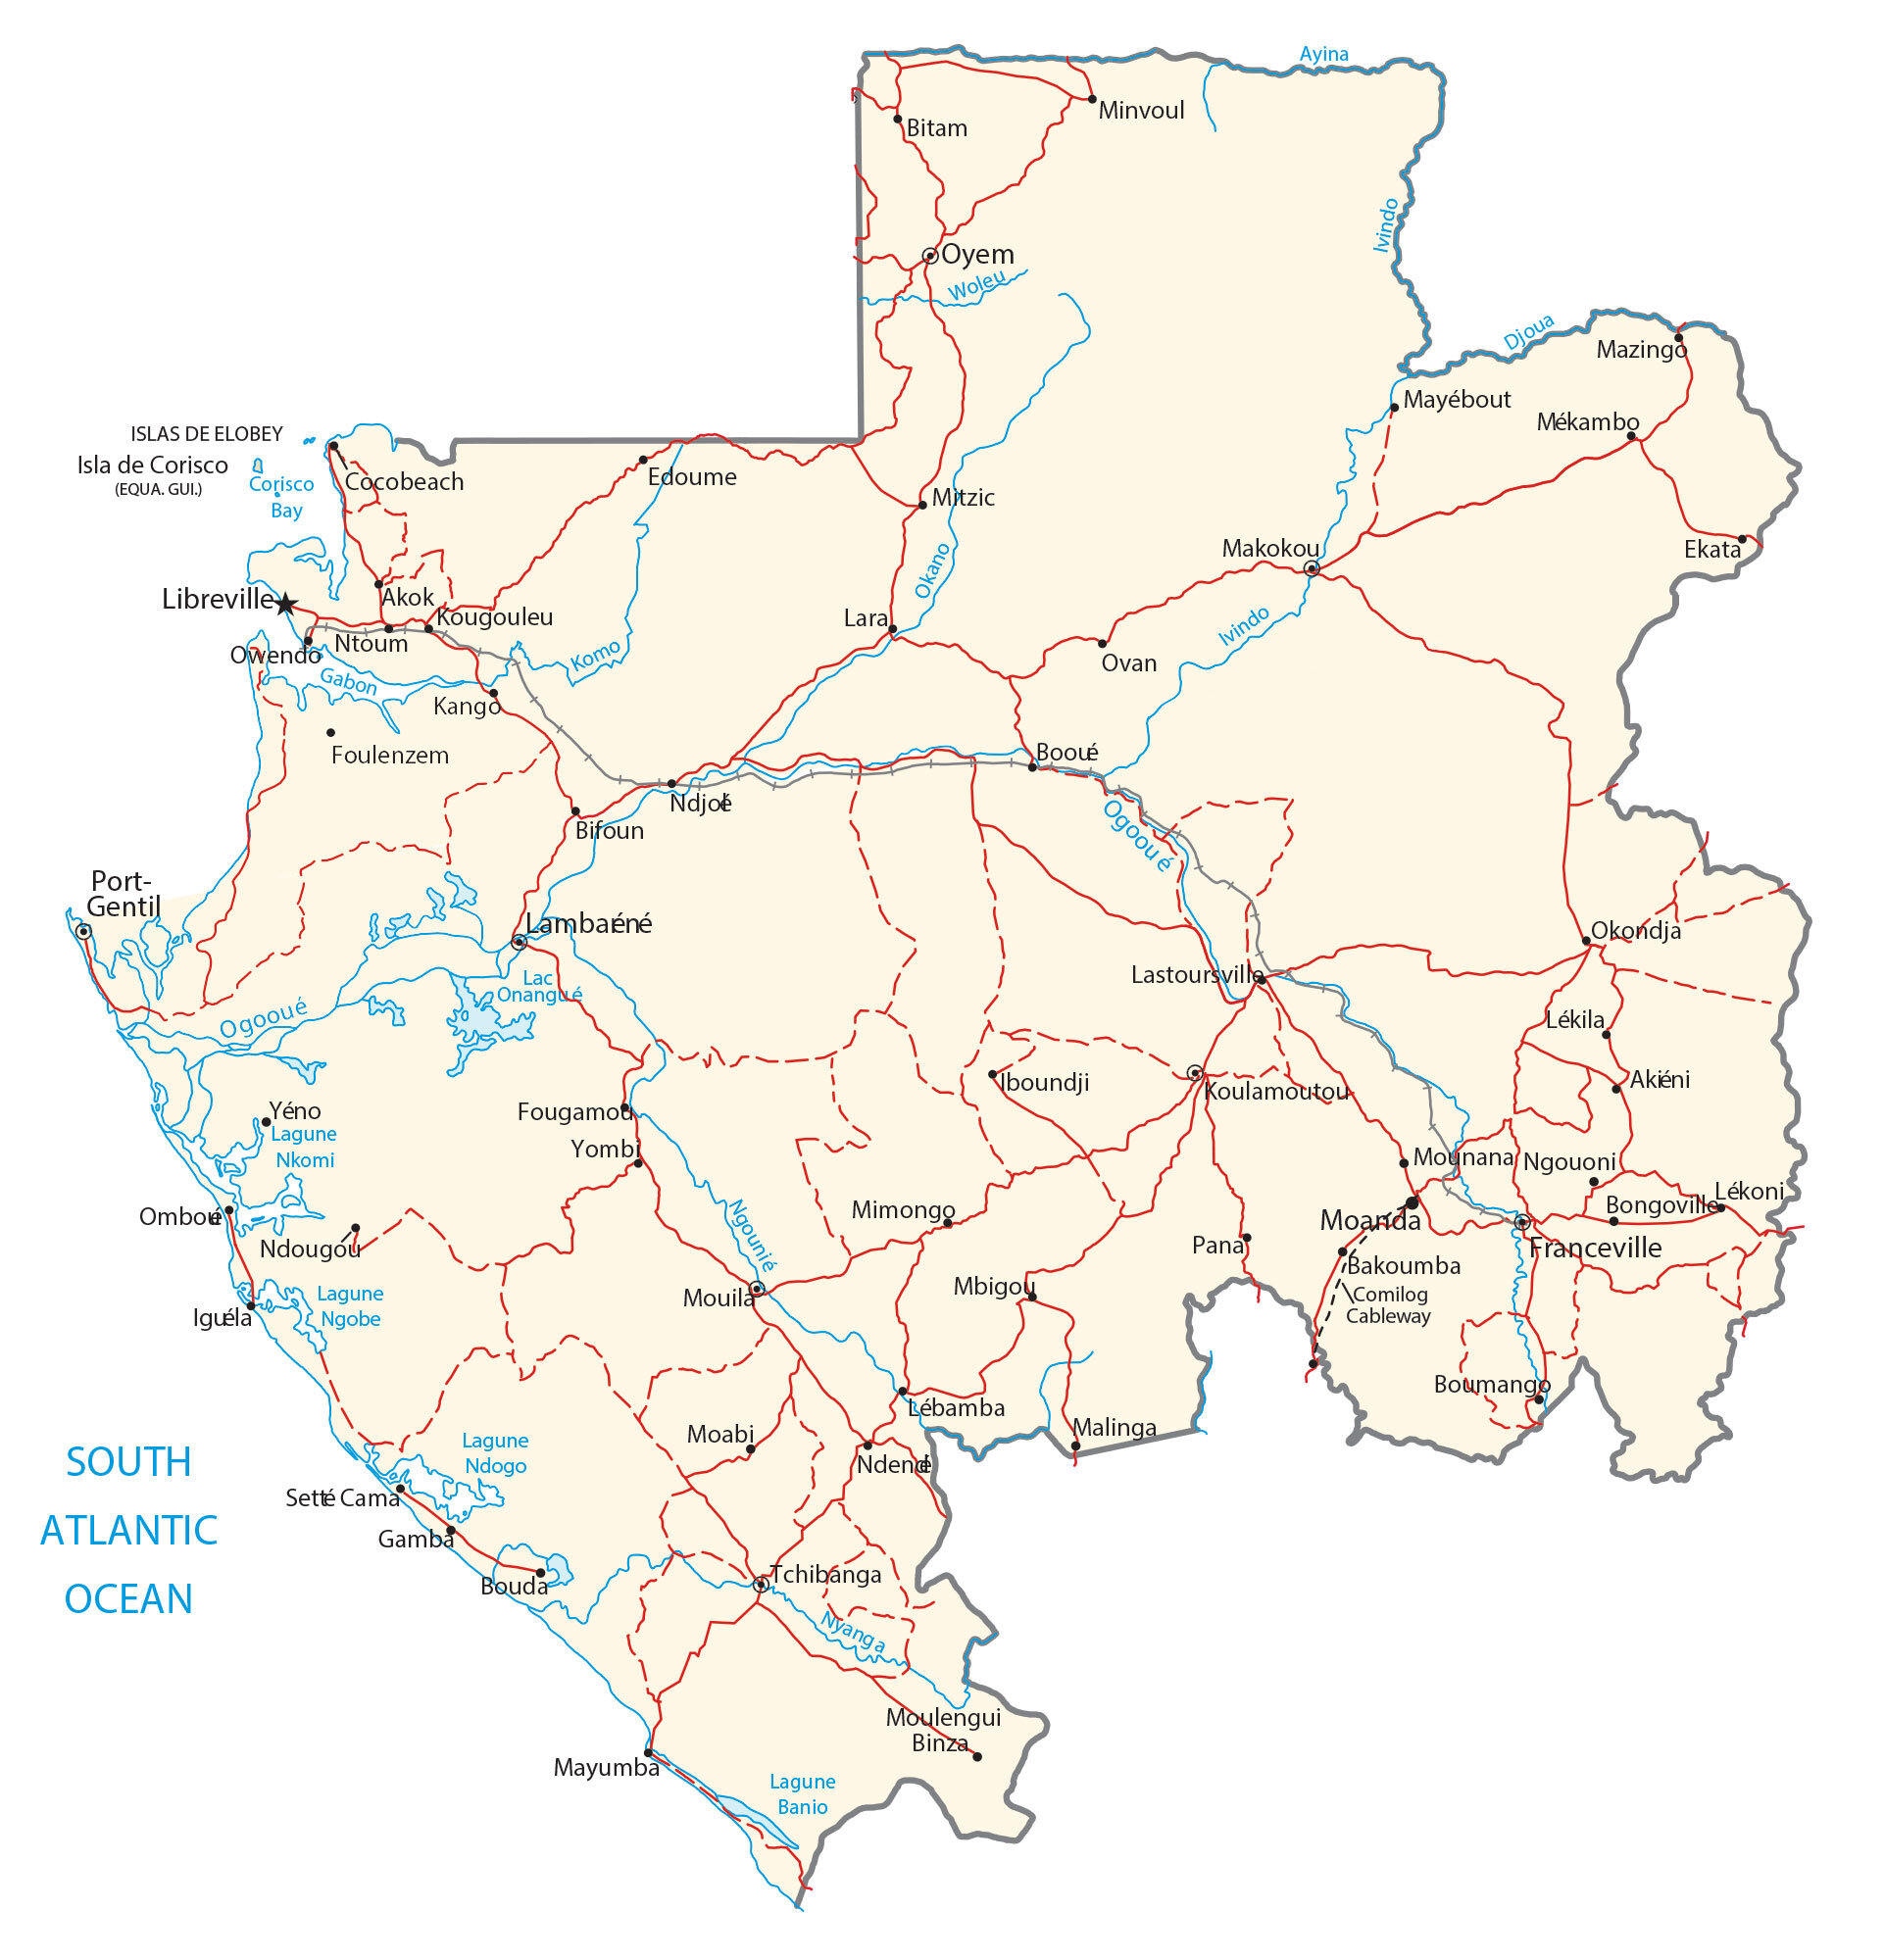 Ayina
Minvoul
Bitam
Ivindo
Oyem
Woleu
Djoua
Mazingo
Mayébout
Mékambo
ISLAS DE ELOBEY
Isla de Corisco
(EQUA. GUI.)
Corisco
Bay
Cocobeach
Edoume
Mitzic
Makokou
Ekata
Okano
Libreville
Akok
Kougouleu
Lara
Ivindo
Owendo
Ntoum
Komo
Ovan
Gabon
Kango
Foulenzem
Booué
Ndjolé
Bifoun
Ogooué
Port-
Gentil
Lambaréné
Okondja
Lastoursville
Lac
Onangué
Ogooué
Lékila
Iboundji
Koulamoutou
Akiéni
Yéno
Fougamou
Lagune
Nkomi
Yombi
Mounana
Ngouoni
Omboué
Mimongo
Ngounié
Moanda
Bongoville
Lékoni
Ndougou
Pana
Franceville
Bakoumba
Mbigou
Mouila
Lagune
Ngobe
Iguéla
Comilog
Cableway
Boumango
Lébamba
Malinga
Moabi
Ndendé
Lagune
Ndogo
SOUTH
ATLANTIC
OCEAN
Setté Cama
Gamba
Bouda
Tchibanga
Nyanga
Moulengui
Binza
Mayumba
Lagune
Banio